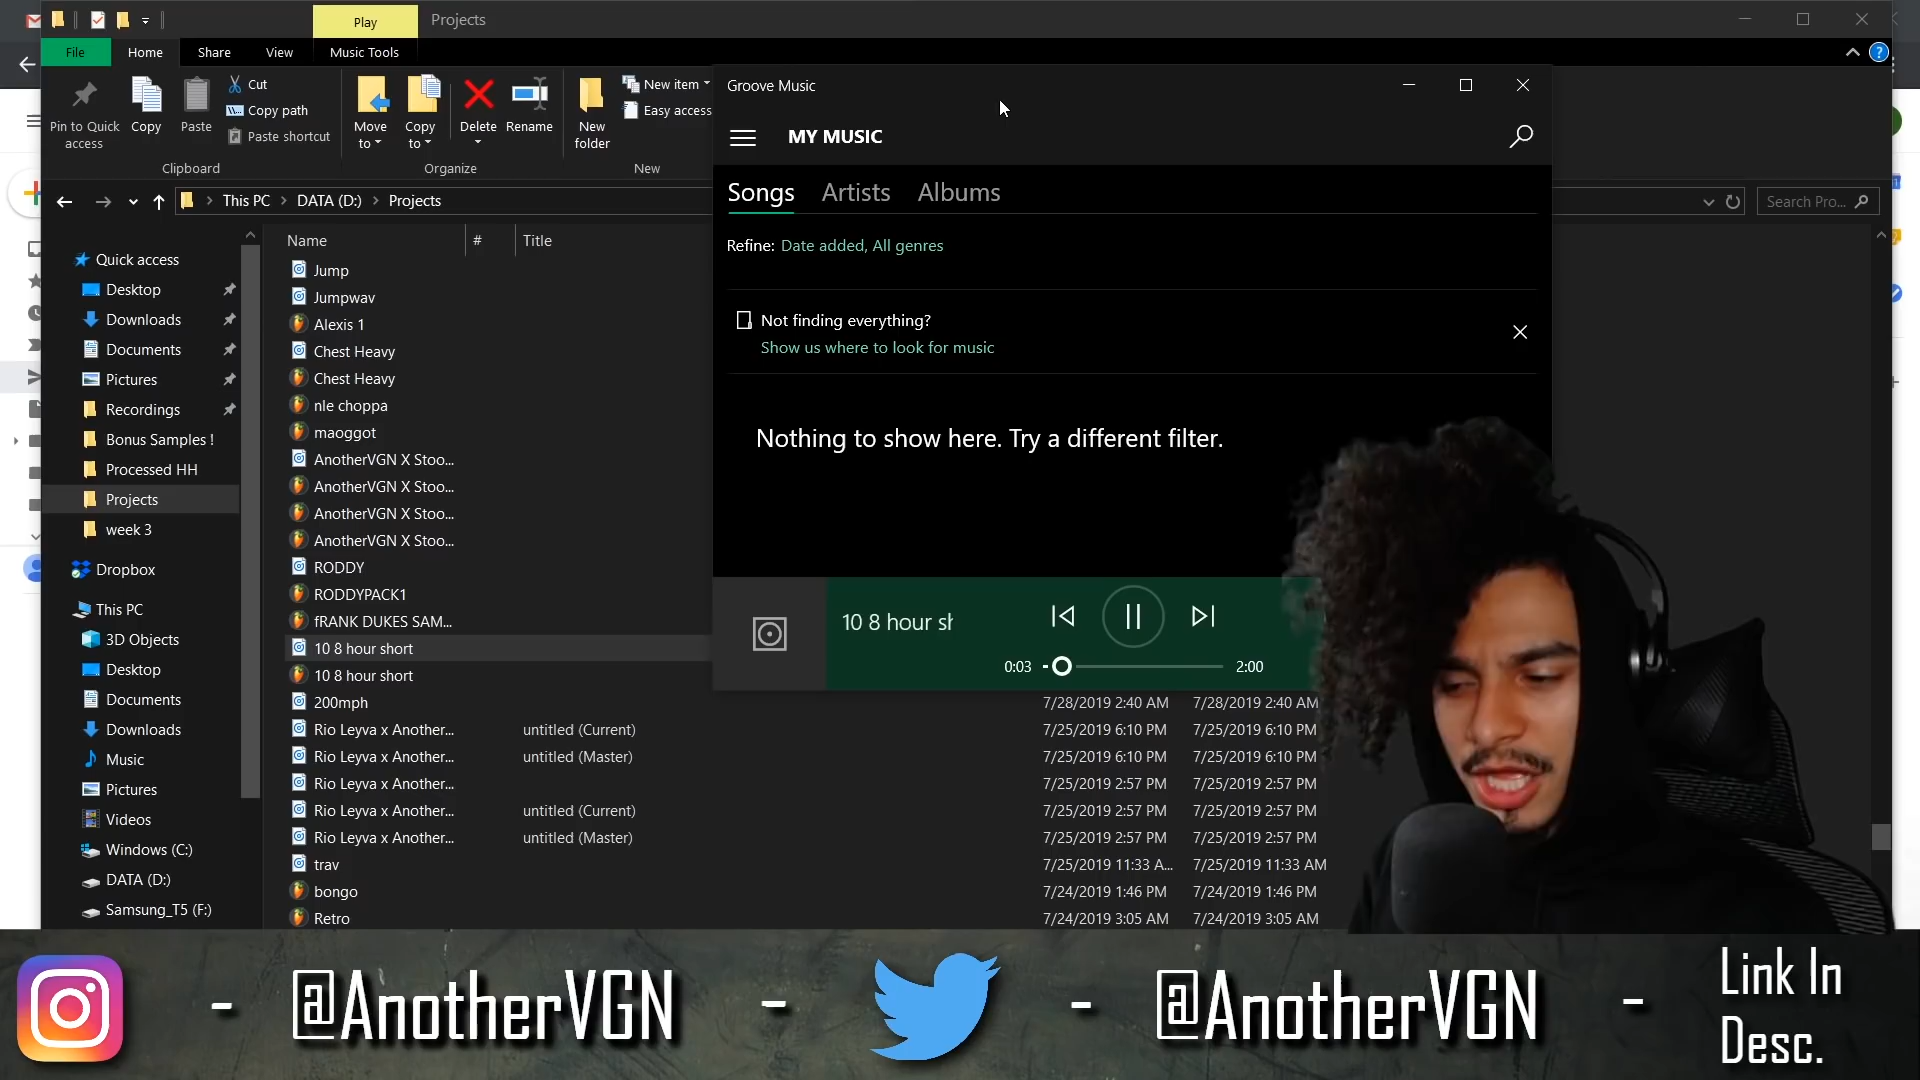 Play
Projects
File
Home
Share
View
Music Tools
Pin to Quick
access
Copy
Paste
Cut
Copy path
Paste shortcut
Clipboard
Move
to
Copy
to
Delete
Rename
Organize
New
folder
New item
Easy access
New
This PC > DATA (D:) > Projects
Search Pro...
Quick access
Desktop
Downloads
Documents
Pictures
Recordings
Bonus Samples !
Processed HH
Projects
week 3
Dropbox
This PC
3D Objects
Desktop
Documents
Downloads
Music
Pictures
Videos
Windows (C:)
DATA (D:)
Samsung_T5 (F:)
Name # Title
Jump
Jumpwav
Alexis 1
Chest Heavy
Chest Heavy
nle choppa
maoggot
AnotherVGN X Stoo...
AnotherVGN X Stoo...
AnotherVGN X Stoo...
AnotherVGN X Stoo...
RODDY
RODDYPACK1
fRANK DUKES SAM...
10 8 hour short
10 8 hour short
200mph 7/28/2019 2:40 AM 7/28/2019 2:40 AM
Rio Leyva x Another... untitled (Current) 7/25/2019 6:10 PM 7/25/2019 6:10 PM
Rio Leyva x Another... untitled (Master) 7/25/2019 6:10 PM 7/25/2019 6:10 PM
Rio Leyva x Another... 7/25/2019 2:57 PM 7/25/2019 2:57 PM
Rio Leyva x Another... untitled (Current) 7/25/2019 2:57 PM 7/25/2019 2:57 PM
Rio Leyva x Another... untitled (Master) 7/25/2019 2:57 PM 7/25/2019 2:57 PM
trav 7/25/2019 11:33 A... 7/25/2019 11:33 AM
bongo 7/24/2019 1:46 PM 7/24/2019 1:46 PM
Retro 7/24/2019 3:05 AM 7/24/2019 3:05 AM
Groove Music
MY MUSIC
Songs Artists Albums
Refine: Date added, All genres
Not finding everything?
Show us where to look for music
Nothing to show here. Try a different filter.
10 8 hour sh
0:03 2:00
- @AnotherVGN - - @AnotherVGN - Link In
Desc.